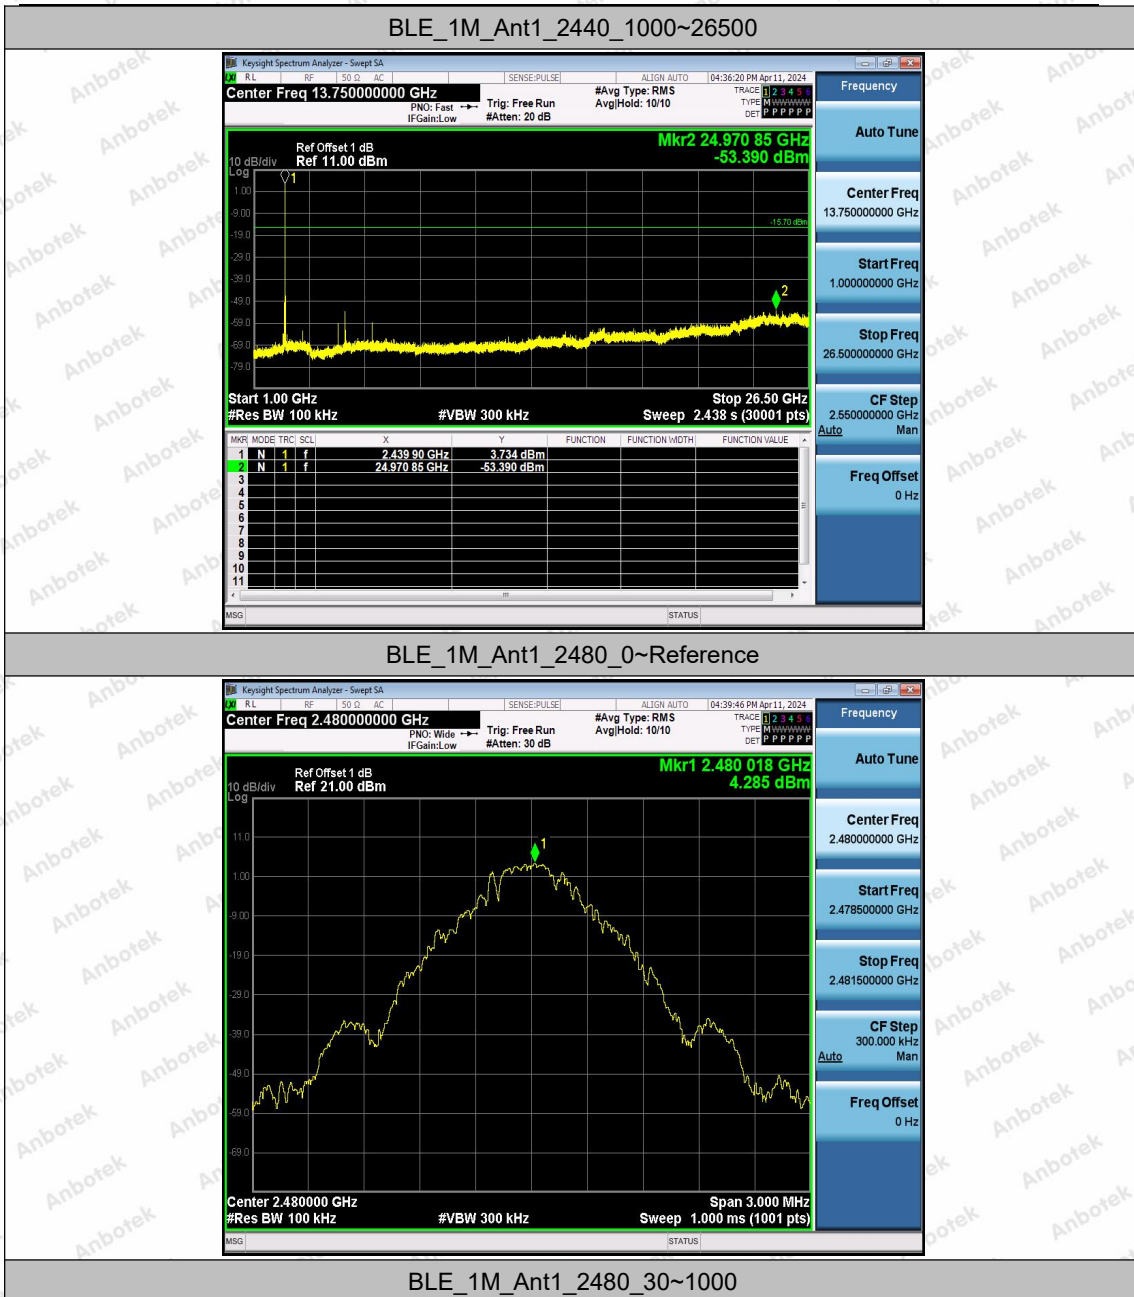 BLE_1M_Ant1_2440_1000~26500
Keysight Spectrum Analyzer - Swept SA
RL RF 50 Ω AC SENSE:PULSE ALIGN AUTO 04:36:20 PM Apr 11, 2024
Center Freq 13.750000000 GHz
PNO: Fast
IFGain:Low
Trig: Free Run
#Atten: 20 dB
#Avg Type: RMS
Avg|Hold: 10/10
TRACE 1 2 3 4 5 6
TYPE M WWWWW
DET P P P P P P
Mkr2 24.970 85 GHz
-53.390 dBm
Ref Offset 1 dB
10 dB/div Ref 11.00 dBm
Log
1
1.00
-9.00
-15.70 dBm
-19.0
-29.0
-39.0
2
-49.0
-59.0
-69.0
-79.0
Start 1.00 GHz Stop 26.50 GHz
#Res BW 100 kHz #VBW 300 kHz Sweep 2.438 s (30001 pts)
MKR MODE TRC SCL X Y FUNCTION FUNCTION WIDTH FUNCTION VALUE
1 N 1 f 2.439 90 GHz 3.734 dBm
2 N 1 f 24.970 85 GHz -53.390 dBm
3
4
5
6
7
8
9
10
11
MSG STATUS
Frequency
Auto Tune
Center Freq
13.750000000 GHz
Start Freq
1.000000000 GHz
Stop Freq
26.500000000 GHz
CF Step
2.550000000 GHz
Auto Man
Freq Offset
0 Hz
BLE_1M_Ant1_2480_0~Reference
Keysight Spectrum Analyzer - Swept SA
RL RF 50 Ω AC SENSE:PULSE ALIGN AUTO 04:39:46 PM Apr 11, 2024
Center Freq 2.480000000 GHz
PNO: Wide
IFGain:Low
Trig: Free Run
#Atten: 30 dB
#Avg Type: RMS
Avg|Hold: 10/10
TRACE 1 2 3 4 5 6
TYPE M WWWWW
DET P P P P P P
Mkr1 2.480 018 GHz
4.285 dBm
Ref Offset 1 dB
10 dB/div Ref 21.00 dBm
Log
11.0
1
1.00
-9.00
-19.0
-29.0
-39.0
-49.0
-59.0
-69.0
Center 2.480000 GHz Span 3.000 MHz
#Res BW 100 kHz #VBW 300 kHz Sweep 1.000 ms (1001 pts)
MSG STATUS
Frequency
Auto Tune
Center Freq
2.480000000 GHz
Start Freq
2.478500000 GHz
Stop Freq
2.481500000 GHz
CF Step
300.000 kHz
Auto Man
Freq Offset
0 Hz
BLE_1M_Ant1_2480_30~1000